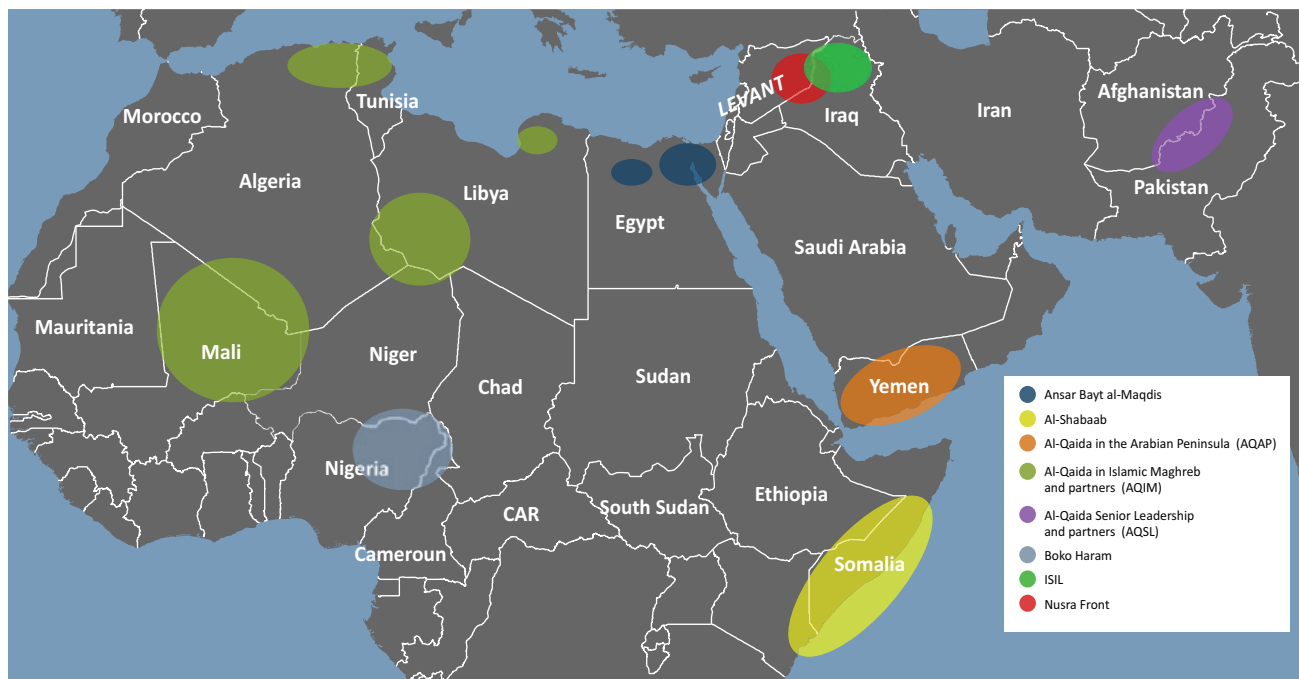 Morocco
Tunisia
LEVANT
Iraq
Iran
Afghanistan
Pakistan
Algeria
Libya
Egypt
Saudi Arabia
Mauritania
Mali
Niger
Chad
Sudan
Yemen
Nigeria
Ethiopia
CAR
South Sudan
Cameroun
Somalia
Ansar Bayt al-Maqdis
Al-Shabaab
Al-Qaida in the Arabian Peninsula (AQAP)
Al-Qaida in Islamic Maghreb
and partners (AQIM)
Al-Qaida Senior Leadership
and partners (AQSL)
Boko Haram
ISIL
Nusra Front